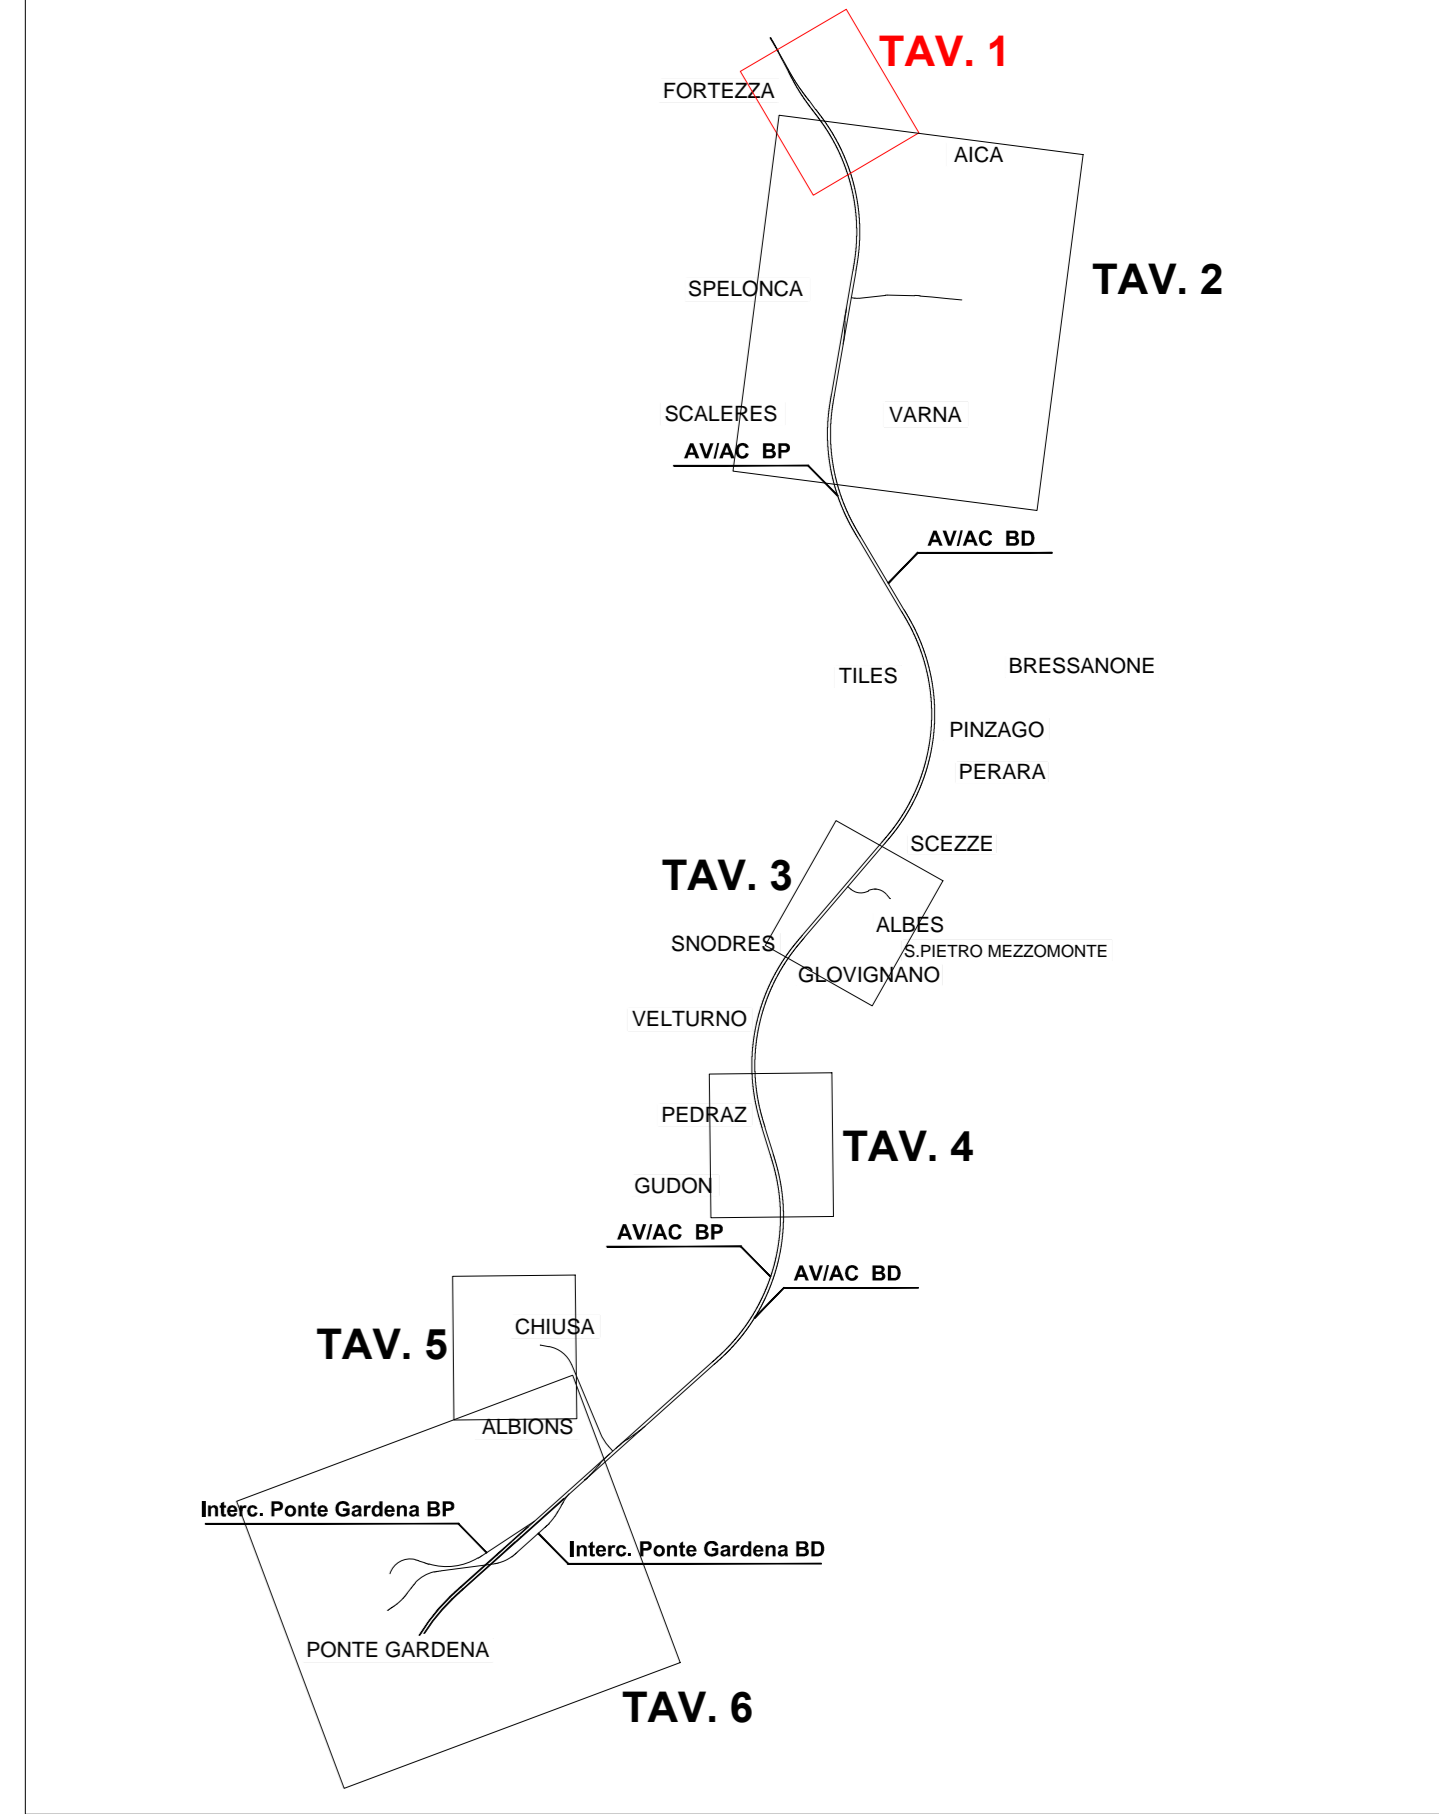 TAV. 1
FORTEZZA
AICA
TAV. 2
SPELONCA
SCALERES
VARNA
AV/AC BP
AV/AC BD
BRESSANONE
TILES
PINZAGO
PERARA
SCEZZE
TAV. 3
ALBES
SNODRES
S.PIETRO MEZZOMONTE
GLOVIGNANO
VELTURNO
PEDRAZ
TAV. 4
GUDON
AV/AC BP
AV/AC BD
CHIUSA
TAV. 5
ALBIONS
Interc. Ponte Gardena BP
Interc. Ponte Gardena BD
PONTE GARDENA
TAV. 6